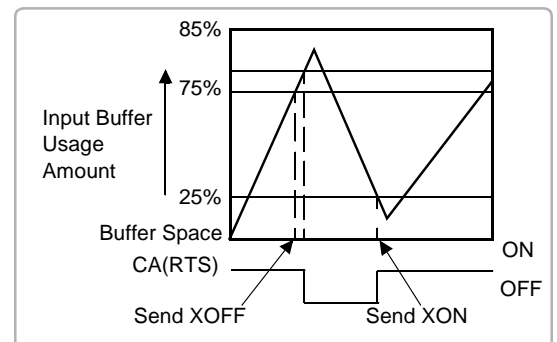 85%
75%
Input Buffer
Usage
Amount
25%
Buffer Space
ON
CA(RTS)
OFF
Send XOFF
Send XON